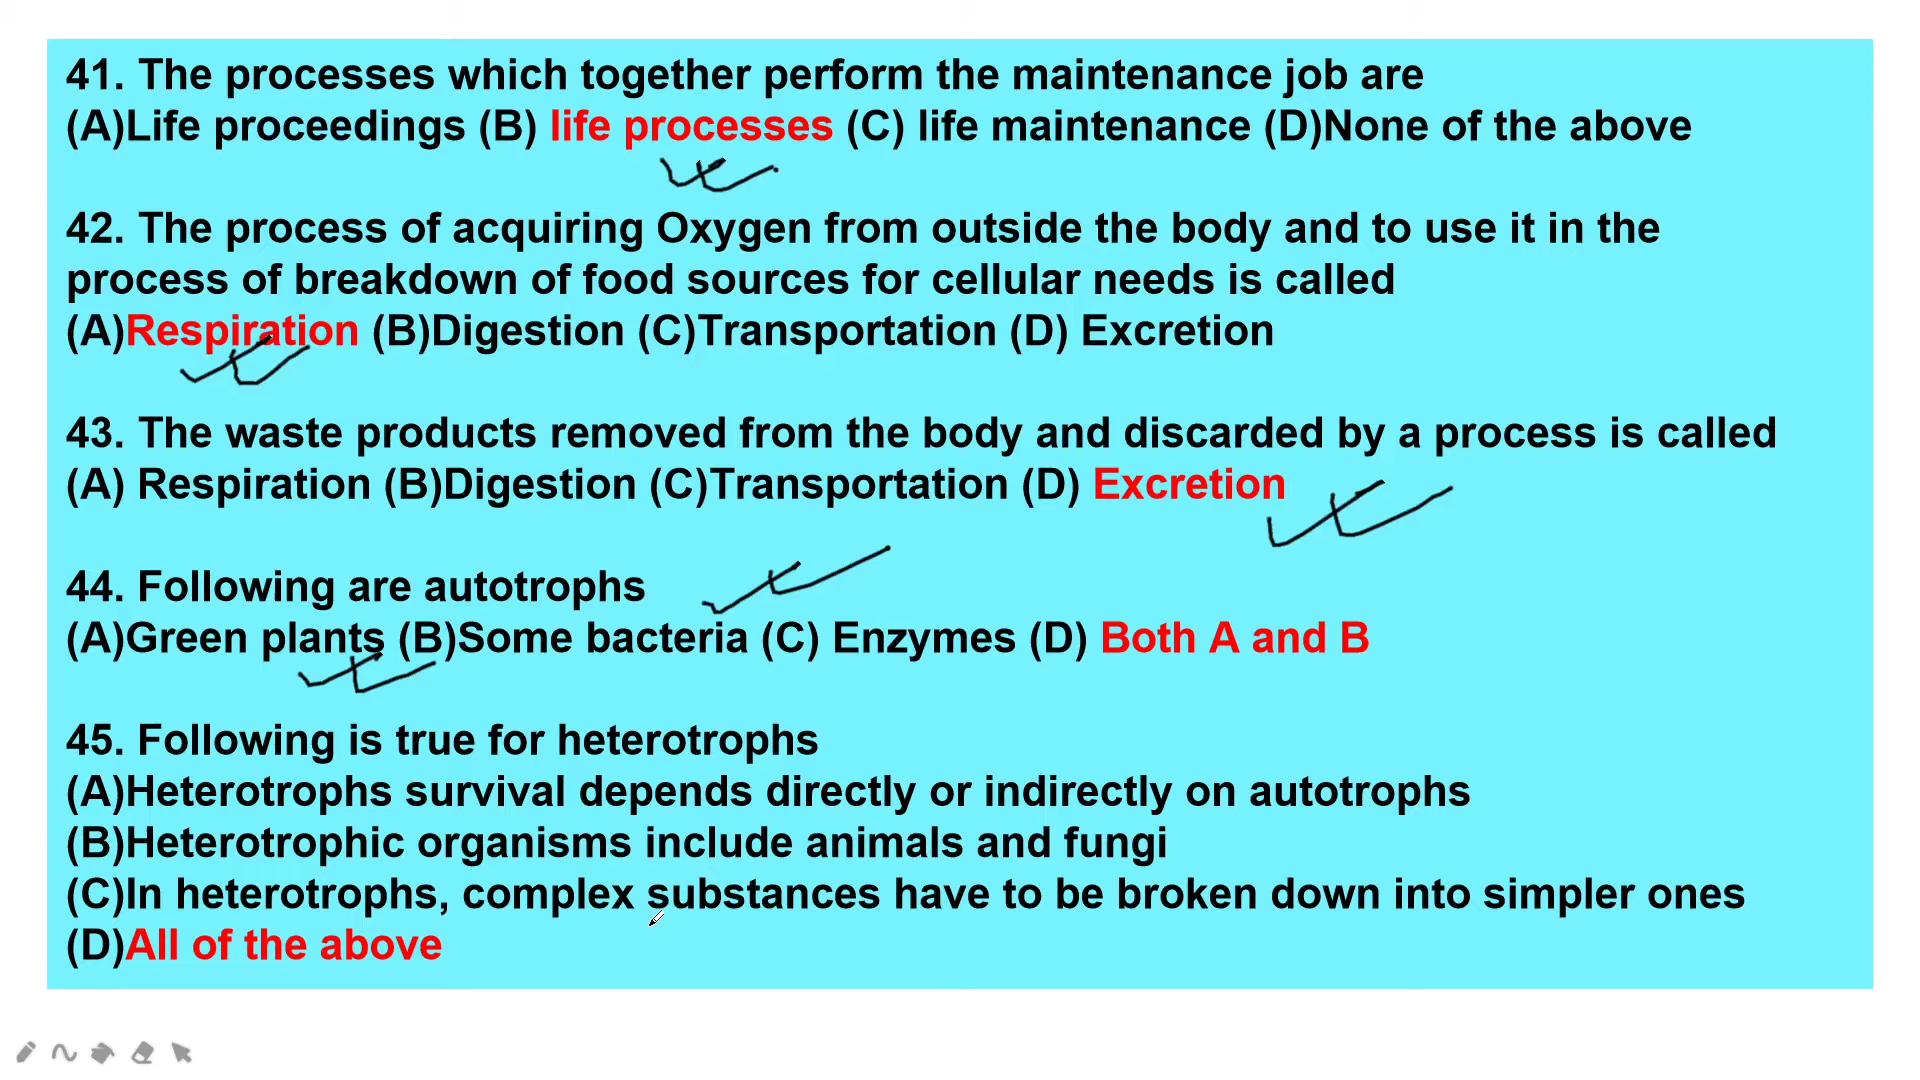 41. The processes which together perform the maintenance job are
(A)Life proceedings (B) life processes (C) life maintenance (D)None of the above
42. The process of acquiring Oxygen from outside the body and to use it in the
process of breakdown of food sources for cellular needs is called
(A)Respiration (B)Digestion (C)Transportation (D) Excretion
43. The waste products removed from the body and discarded by a process is called
(A) Respiration (B)Digestion (C)Transportation (D) Excretion
44. Following are autotrophs
(A)Green plants (B)Some bacteria (C) Enzymes (D) Both A and B
45. Following is true for heterotrophs
(A)Heterotrophs survival depends directly or indirectly on autotrophs
(B)Heterotrophic organisms include animals and fungi
(C)In heterotrophs, complex substances have to be broken down into simpler ones
(D)All of the above